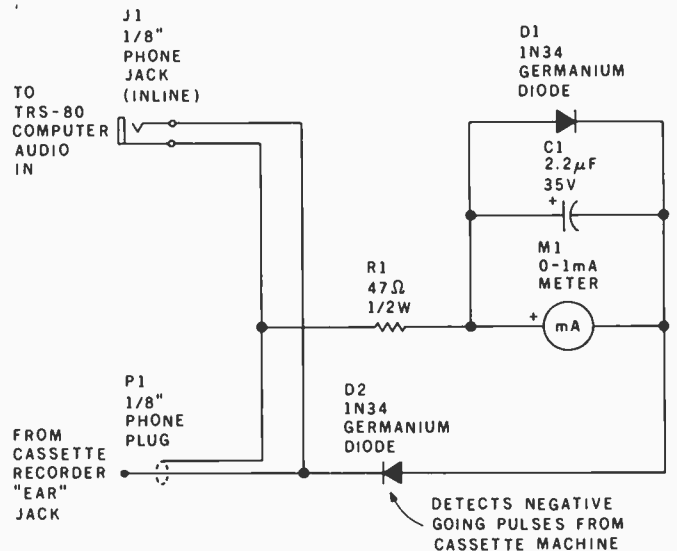 J1
1/8"
PHONE
JACK
(INLINE)
TO
TRS-80
COMPUTER
AUDIO
IN
D1
1N34
GERMANIUM
DIODE
C1
2.2µF
35V
+
M1
0-1mA
METER
+
mA
R1
47Ω
1/2W
P1
1/8"
PHONE
PLUG
FROM
CASSETTE
RECORDER
"EAR"
JACK
D2
1N34
GERMANIUM
DIODE
DETECTS NEGATIVE
GOING PULSES FROM
CASSETTE MACHINE